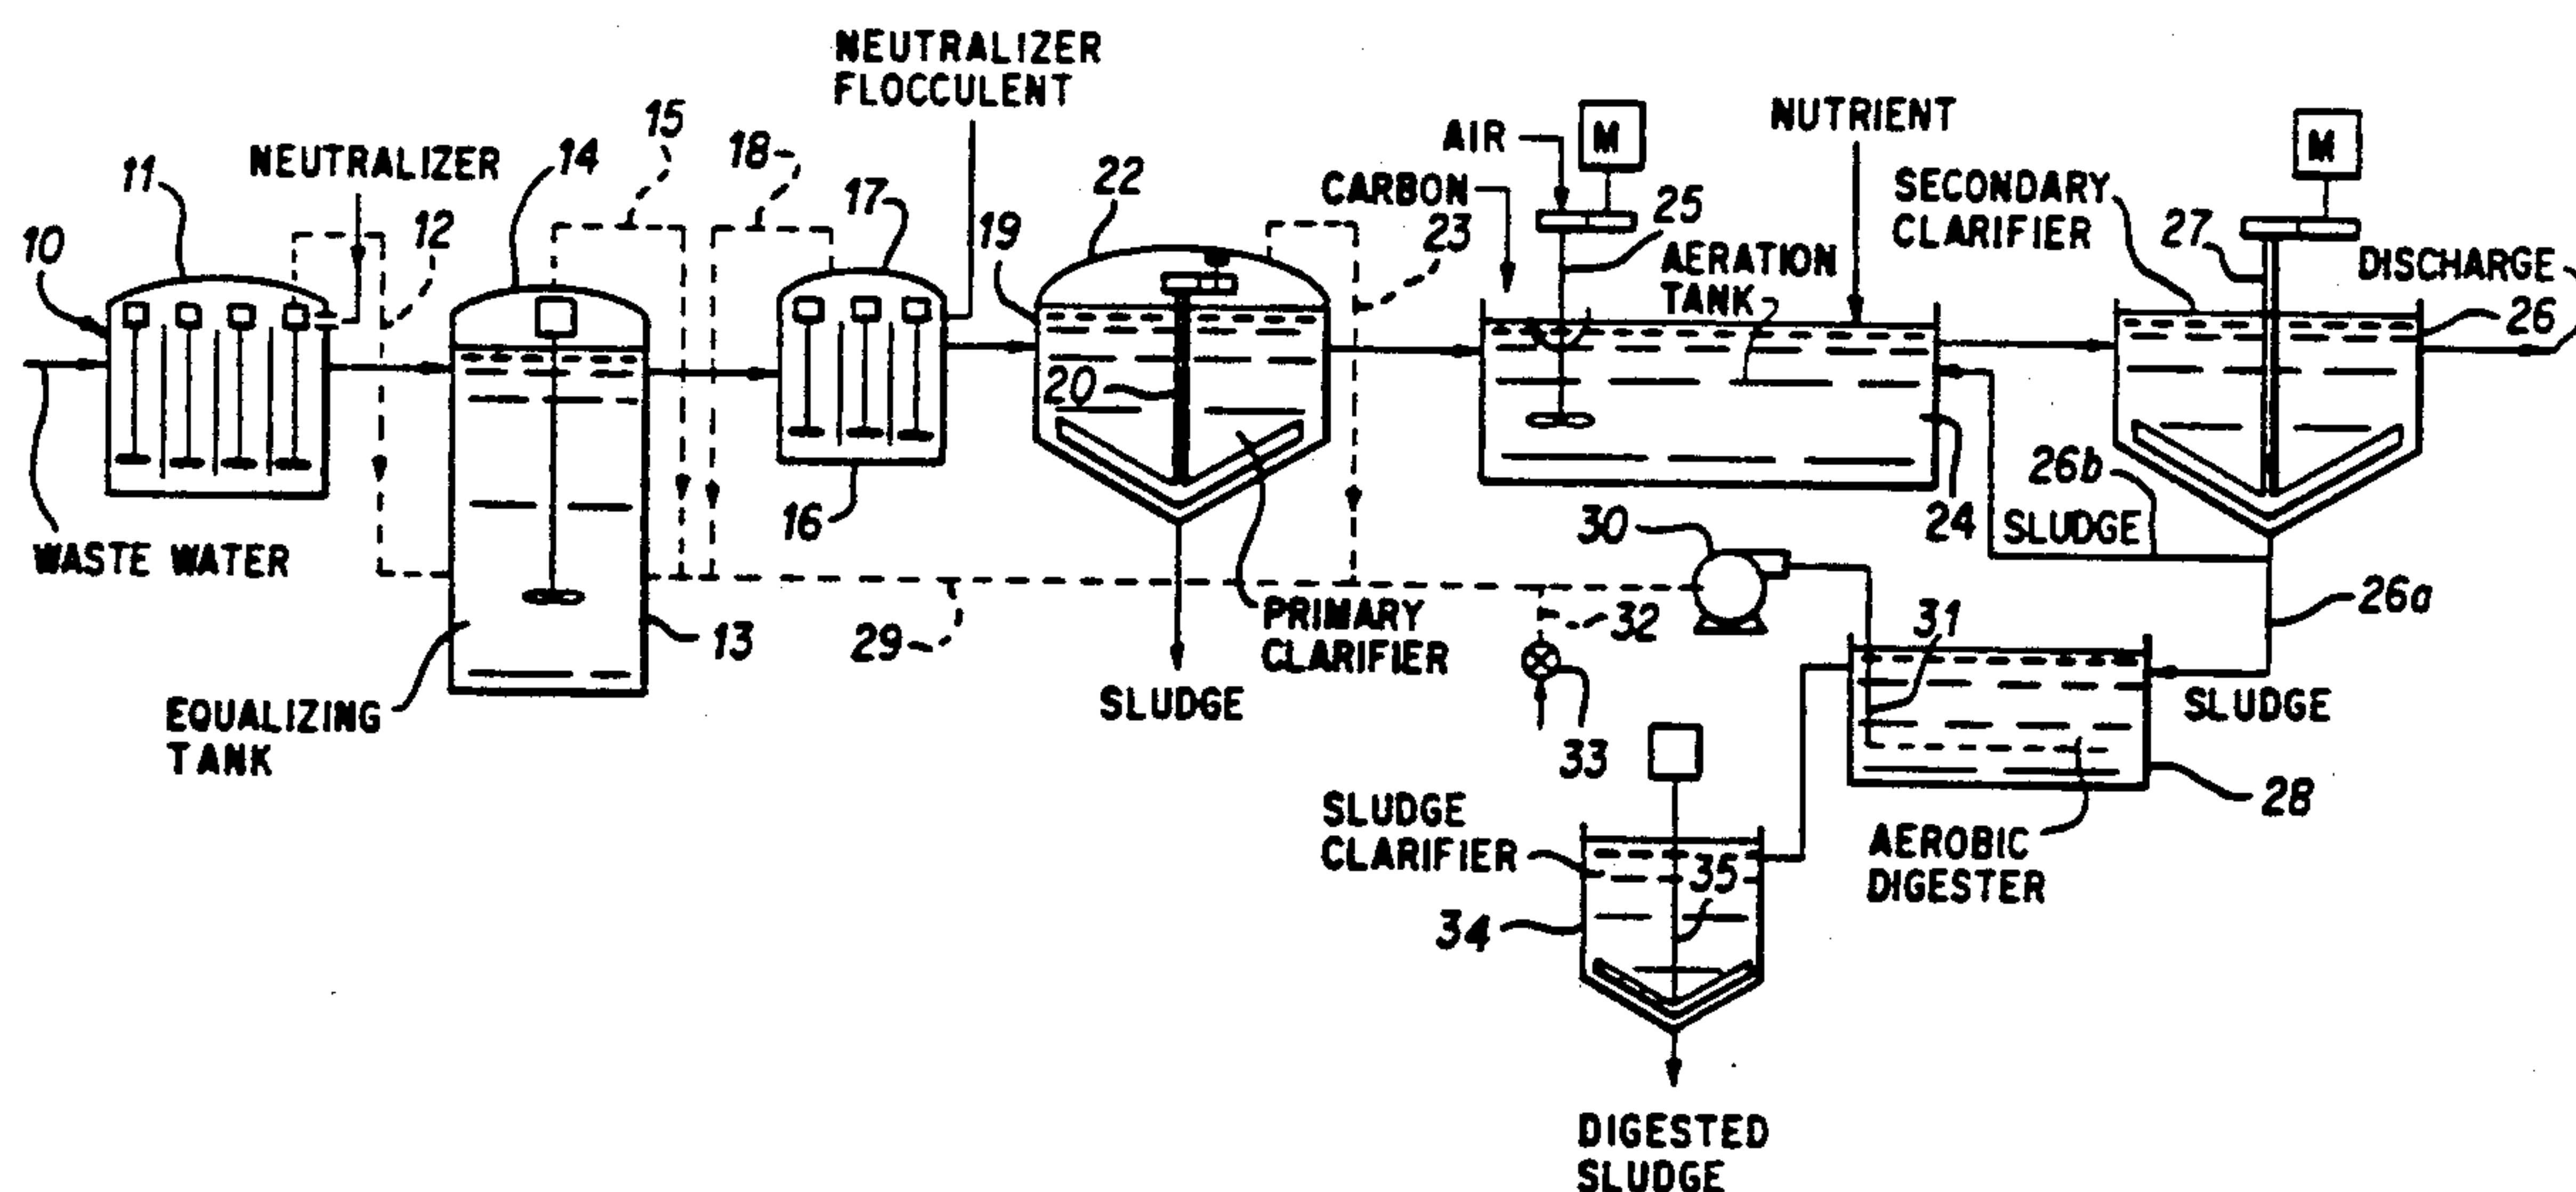 NEUTRALIZER
FLOCCULENT
15
NEUTRALIZER
14
18
11
17
22
AIR
M
NUTRIENT
M
CARBON
25
SECONDARY
CLARIFIER
27
10
12
19
23
AERATION
TANK
DISCHARGE
26
20
16
24
26b
SLUDGE
30
WASTE WATER
29
13
PRIMARY
CLARIFIER
32
31
26a
SLUDGE
33
SLUDGE
EQUALIZING
TANK
28
SLUDGE
CLARIFIER
35
34
AEROBIC
DIGESTER
DIGESTED
SLUDGE